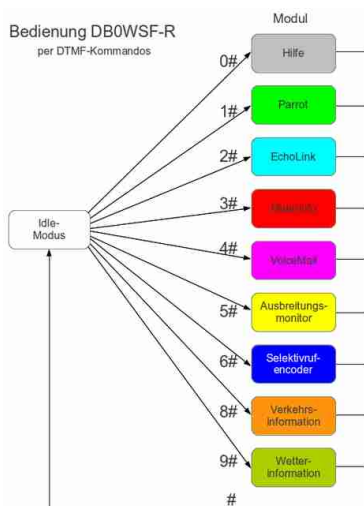 Modul
Bedienung DB0WSF-R
per DTMF-Kommandos
0#
Hilfe
1#
Parrot
2#
EchoLink
3#
4#
VoiceMail
5#
Ausbreitungs-
monitor
Idle-
Modus
6#
Selektivruf-
encoder
8#
Verkehrs-
information
9#
Wetter-
information
#